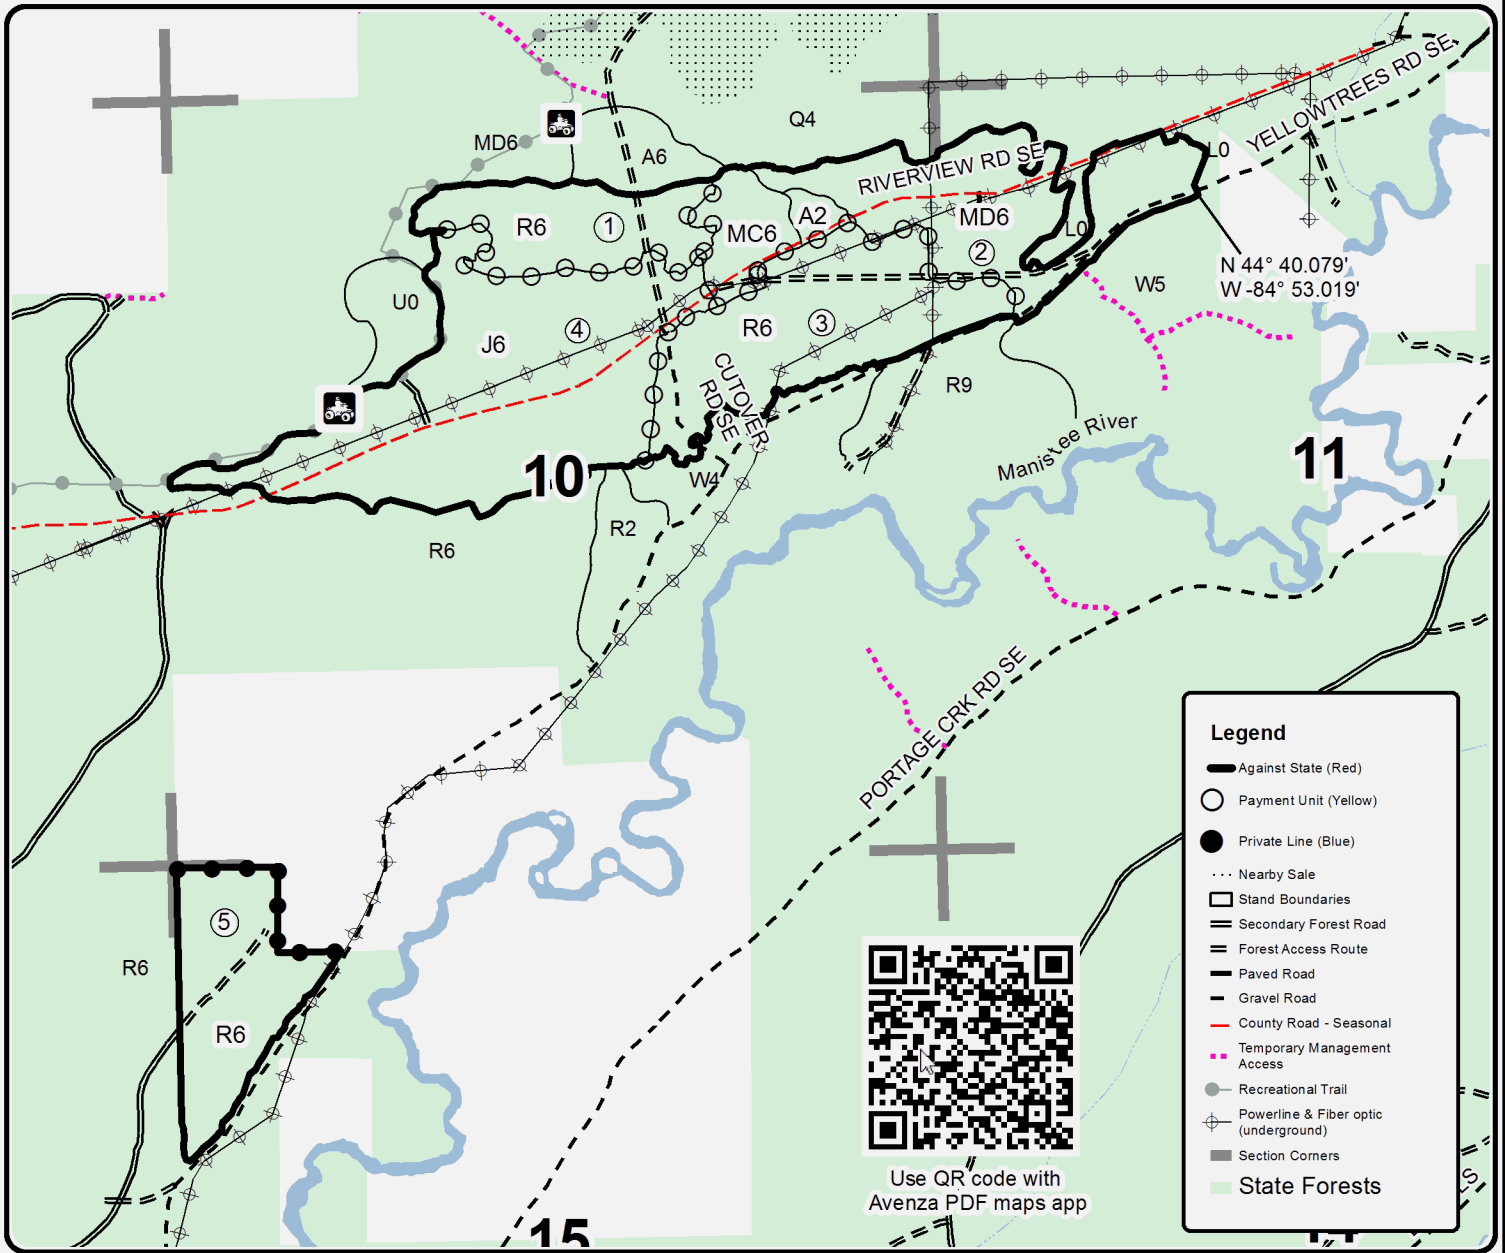 Q4
MD6
A6
YELLOWTREES RD SE
L0
RIVERVIEW RD SE
R6
1
MC6
A2
MD6
L0
2
N 44° 40.079'
W -84° 53.019'
W5
U0
J6
4
R6
3
CUTOVER
RD SE
R9
Manistee River
10
11
W4
R2
R6
PORTAGE CRK RD SE
5
R6
R6
15
Legend
Against State (Red)
Payment Unit (Yellow)
Private Line (Blue)
Nearby Sale
Stand Boundaries
Secondary Forest Road
Forest Access Route
Paved Road
Gravel Road
County Road - Seasonal
Temporary Management
Access
Recreational Trail
Powerline & Fiber optic
(underground)
Section Corners
State Forests
Use QR code with
Avenza PDF maps app